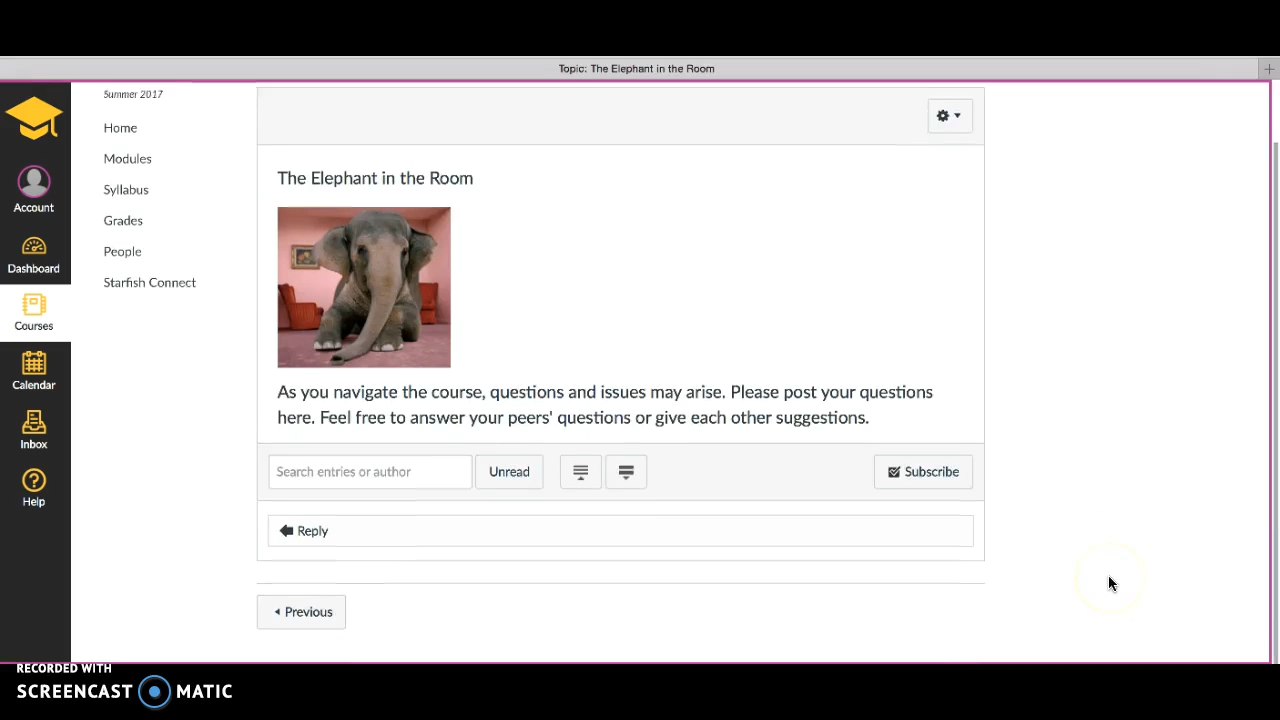 Topic: The Elephant in the Room
Summer 2017
Home
Modules
Syllabus
Grades
People
Starfish Connect
Account
Dashboard
Courses
Calendar
Inbox
Help
The Elephant in the Room
As you navigate the course, questions and issues may arise. Please post your questions
here. Feel free to answer your peers' questions or give each other suggestions.
Search entries or author
Unread
Subscribe
Reply
Previous
RECORDED WITH
SCREENCAST MATIC